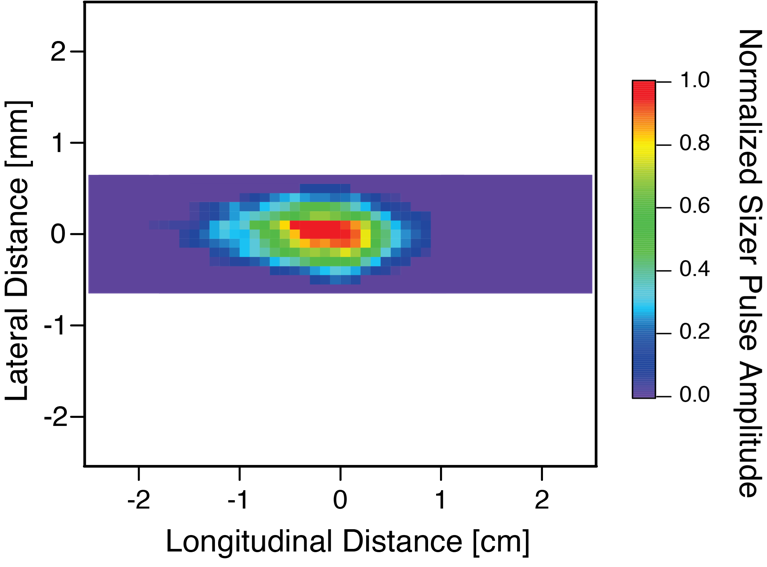 2
1
0
-1
-2
Lateral Distance [mm]
-2 -1 0 1 2
Longitudinal Distance [cm]
1.0
0.8
0.6
0.4
0.2
0.0
Normalized Sizer Pulse Amplitude